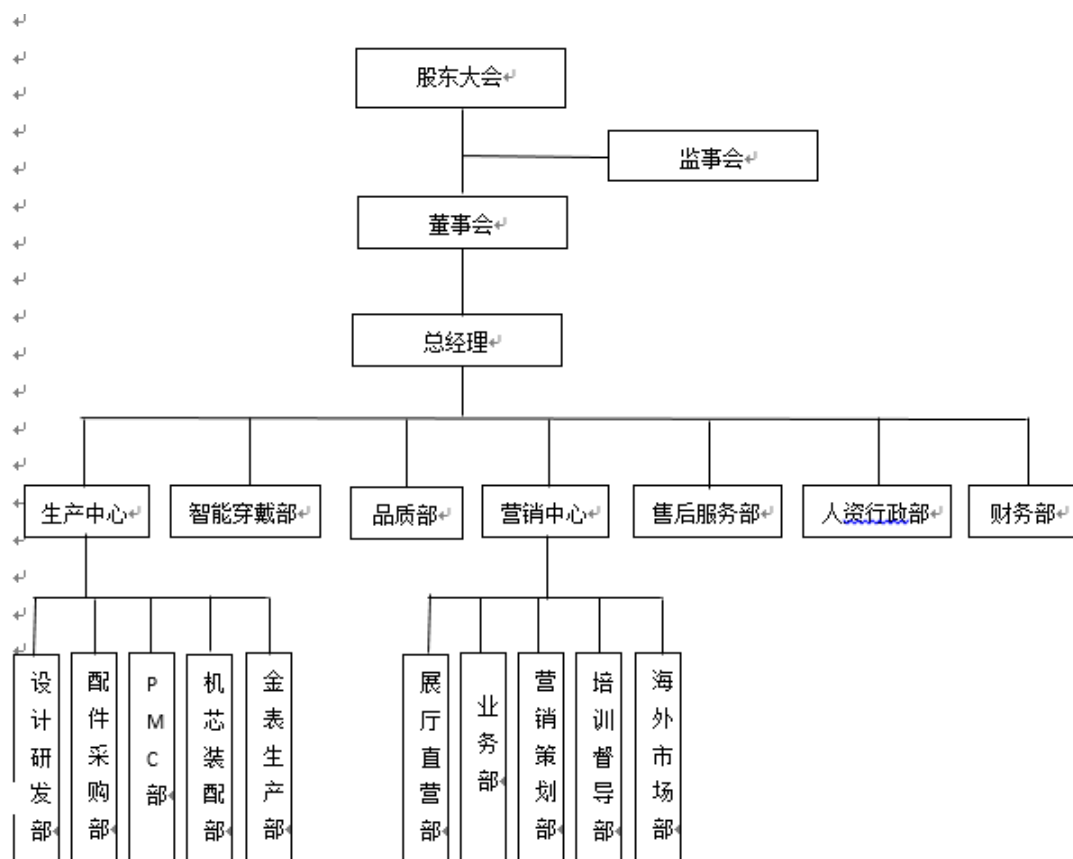 股东大会
监事会
董事会
总经理
生产中心
智能穿戴部
品质部
营销中心
售后服务部
人资行政部
财务部
设计研发部
配件采购部
PMC部
机芯装配部
金表生产部
展厅直营部
业务部
营销策划部
培训督导部
海外市场部